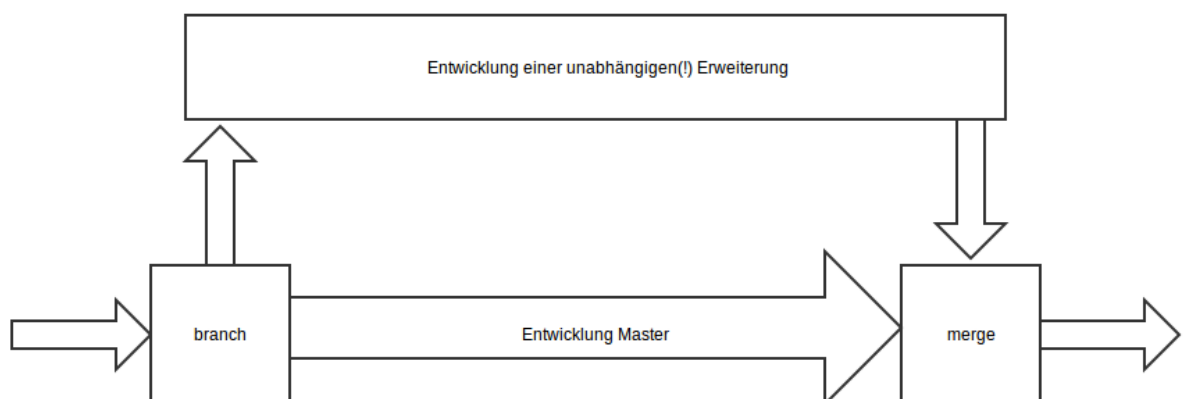 Entwicklung einer unabhängigen(!) Erweiterung
branch
Entwicklung Master
merge